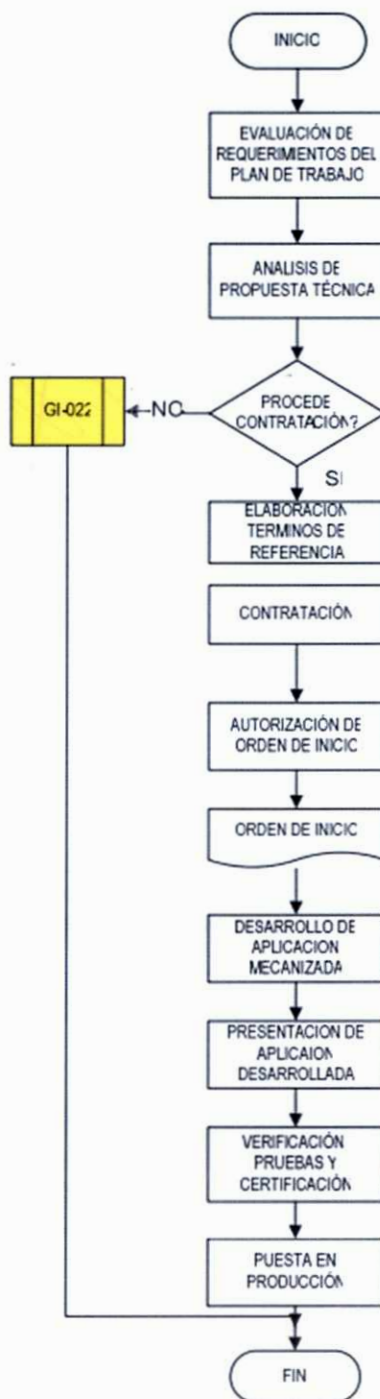 INICIO
EVALUACIÓN DE
REQUERIMIENTOS DEL
PLAN DE TRABAJO
ANALISIS DE
PROPUESTA TÉCNICA
PROCEDE
CONTRATACIÓN?
GI-022
NO
SI
ELABORACION
TERMINOS DE
REFERENCIA
CONTRATACIÓN
AUTORIZACIÓN DE
ORDEN DE INICIO
ORDEN DE INICIO
DESARROLLO DE
APLICACION
MECANIZADA
PRESENTACION DE
APLICAION
DESARROLLADA
VERIFICACIÓN
PRUEBAS Y
CERTIFICACIÓN
PUESTA EN
PRODUCCIÓN
FIN